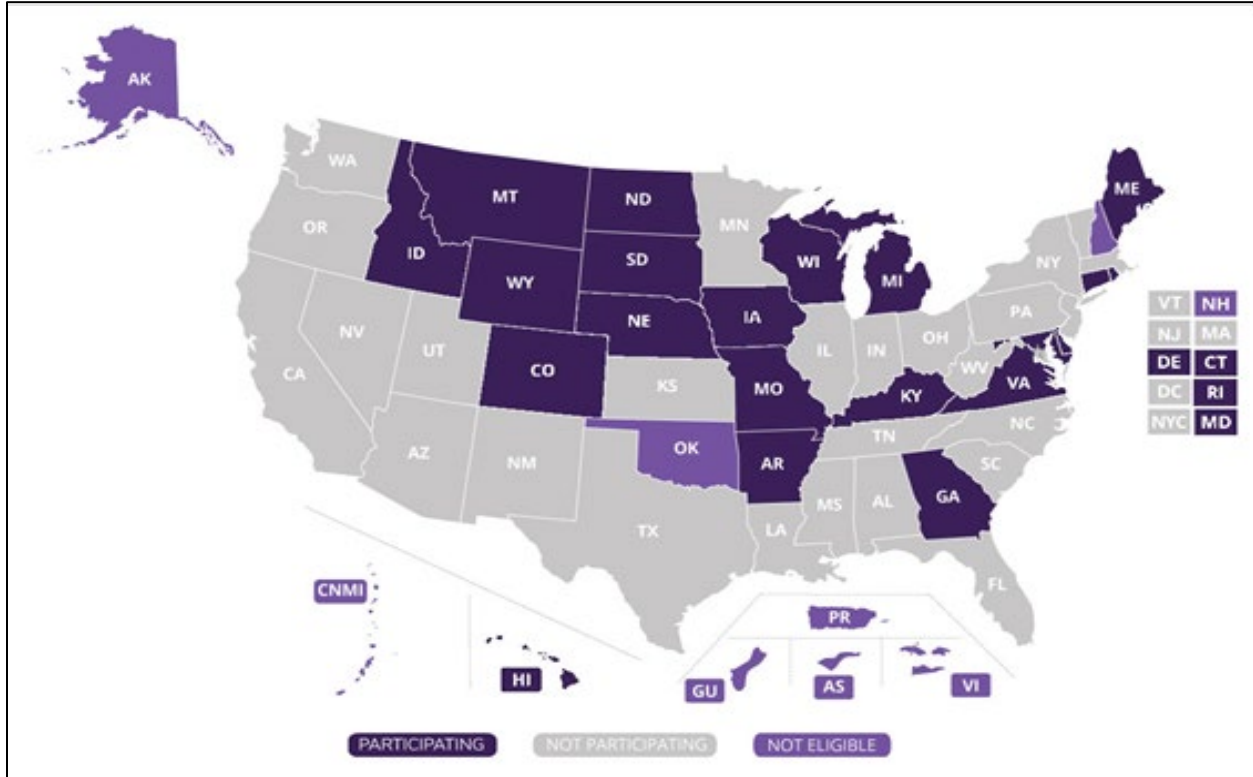 AK
WA
MT
ND
MN
ME
OR
ID
SD
WI
NY
WY
MI
NE
IA
PA
VT NH
NV
UT
CO
IL
IN
OH
NJ MA
CA
KS
MO
WV
VA
DE CT
KY
DC RI
AZ
NM
OK
AR
TN
NC
NYC MD
SC
TX
MS
AL
GA
LA
FL
CNMI
PR
HI
GU
AS
VI
PARTICIPATING
NOT PARTICIPATING
NOT ELIGIBLE